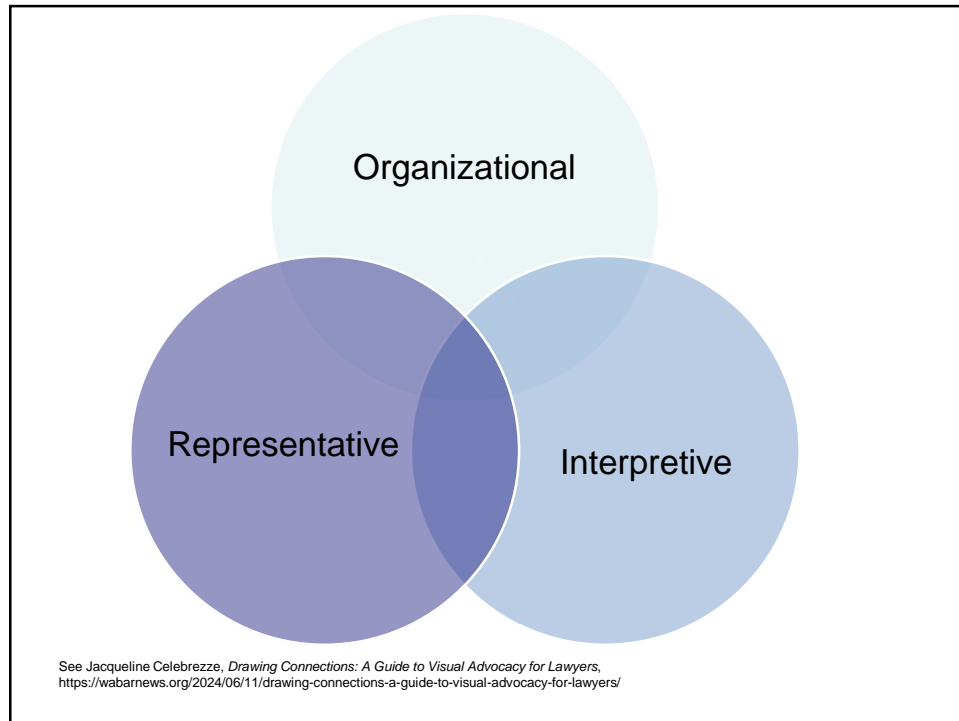 Organizational
Representative
Interpretive
See Jacqueline Celebrezze, Drawing Connections: A Guide to Visual Advocacy for Lawyers,
https://wabarnews.org/2024/06/11/drawing-connections-a-guide-to-visual-advocacy-for-lawyers/